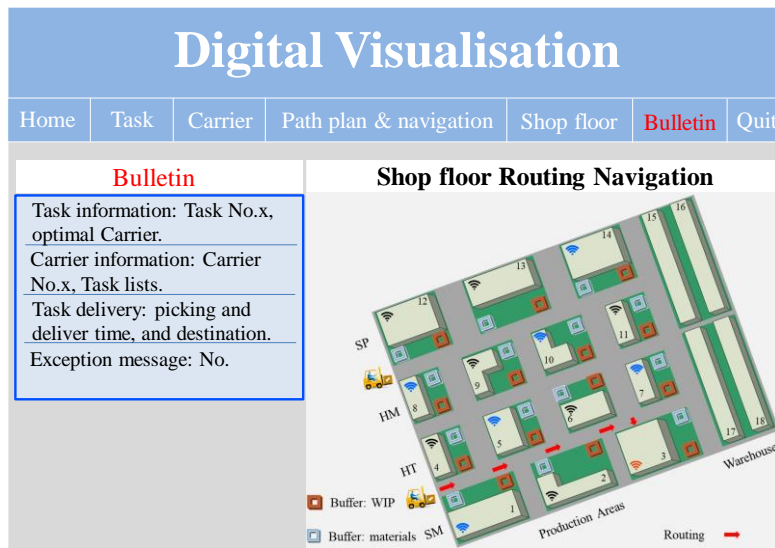 Digital Visualisation
Home Task Carrier Path plan & navigation Shop floor Bulletin Quit
Bulletin
Task information: Task No.x,
optimal Carrier.
Carrier information: Carrier
No.x, Task lists.
Task delivery: picking and
deliver time, and destination.
Exception message: No.
Shop floor Routing Navigation
16
15
14
13
12
SP
11
10
9
8
HM
7
6
5
4
HT
3
2
1
SM
17
18
Warehouse
Production Areas
Buffer: WIP
Buffer: materials
Routing